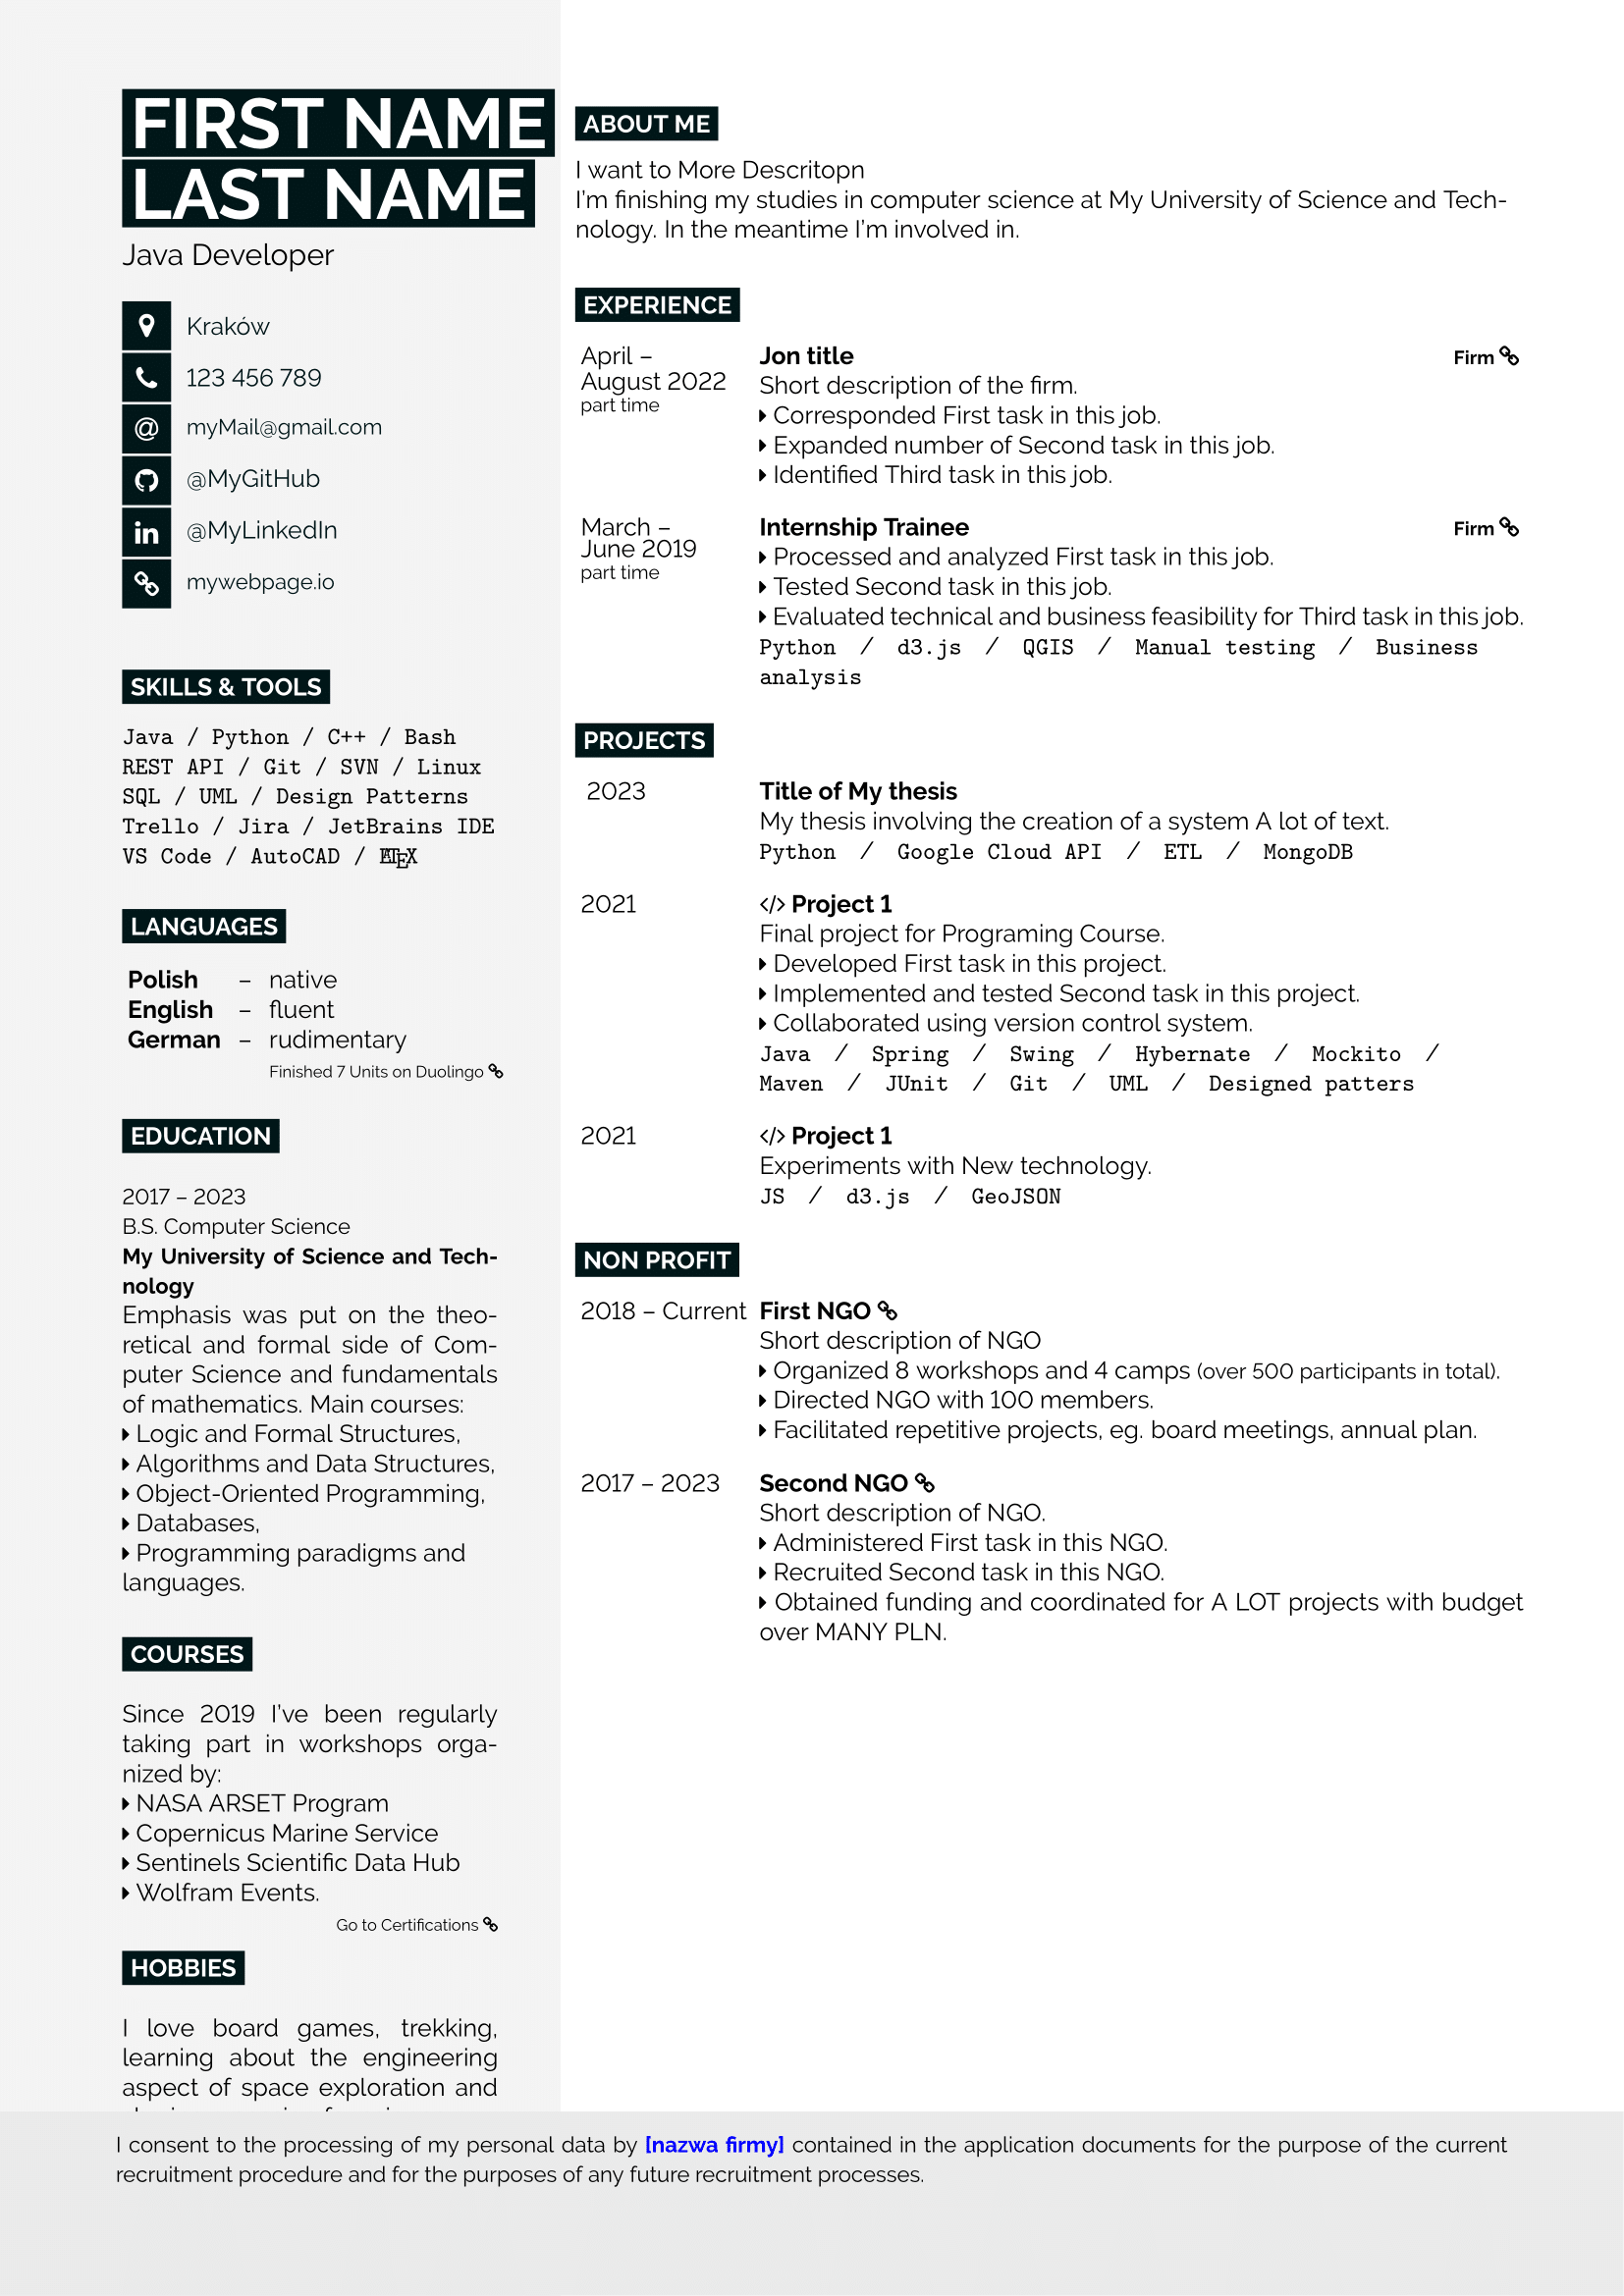 FIRST NAME
LAST NAME
Java Developer
Kraków
123 456 789
myMail@gmail.com
@MyGitHub
@MyLinkedIn
mywebpage.io
SKILLS & TOOLS
Java / Python / C++ / Bash
REST API / Git / SVN / Linux
SQL / UML / Design Patterns
Trello / Jira / JetBrains IDE
VS Code / AutoCAD / LATEX
LANGUAGES
Polish – native
English – fluent
German – rudimentary
Finished 7 Units on Duolingo
EDUCATION
2017 – 2023
B.S. Computer Science
My University of Science and Tech-
nology
Emphasis was put on the theo-
retical and formal side of Com-
puter Science and fundamentals
of mathematics. Main courses:
Logic and Formal Structures,
Algorithms and Data Structures,
Object-Oriented Programming,
Databases,
Programming paradigms and
languages.
COURSES
Since 2019 I've been regularly
taking part in workshops orga-
nized by:
NASA ARSET Program
Copernicus Marine Service
Sentinels Scientific Data Hub
Wolfram Events.
Go to Certifications
HOBBIES
I love board games, trekking,
learning about the engineering
aspect of space exploration and
ABOUT ME
I want to More Descritopn
I'm finishing my studies in computer science at My University of Science and Tech-
nology. In the meantime I'm involved in.
EXPERIENCE
April –
August 2022
part time
Jon title Firm
Short description of the firm.
Corresponded First task in this job.
Expanded number of Second task in this job.
Identified Third task in this job.
March –
June 2019
part time
Internship Trainee Firm
Processed and analyzed First task in this job.
Tested Second task in this job.
Evaluated technical and business feasibility for Third task in this job.
Python / d3.js / QGIS / Manual testing / Business
analysis
PROJECTS
2023 Title of My thesis
My thesis involving the creation of a system A lot of text.
Python / Google Cloud API / ETL / MongoDB
2021 </> Project 1
Final project for Programing Course.
Developed First task in this project.
Implemented and tested Second task in this project.
Collaborated using version control system.
Java / Spring / Swing / Hybernate / Mockito /
Maven / JUnit / Git / UML / Designed patters
2021 </> Project 1
Experiments with New technology.
JS / d3.js / GeoJSON
NON PROFIT
2018 – Current First NGO
Short description of NGO
Organized 8 workshops and 4 camps (over 500 participants in total).
Directed NGO with 100 members.
Facilitated repetitive projects, eg. board meetings, annual plan.
2017 – 2023 Second NGO
Short description of NGO.
Administered First task in this NGO.
Recruited Second task in this NGO.
Obtained funding and coordinated for A LOT projects with budget
over MANY PLN.
I consent to the processing of my personal data by [nazwa firmy] contained in the application documents for the purpose of the current
recruitment procedure and for the purposes of any future recruitment processes.